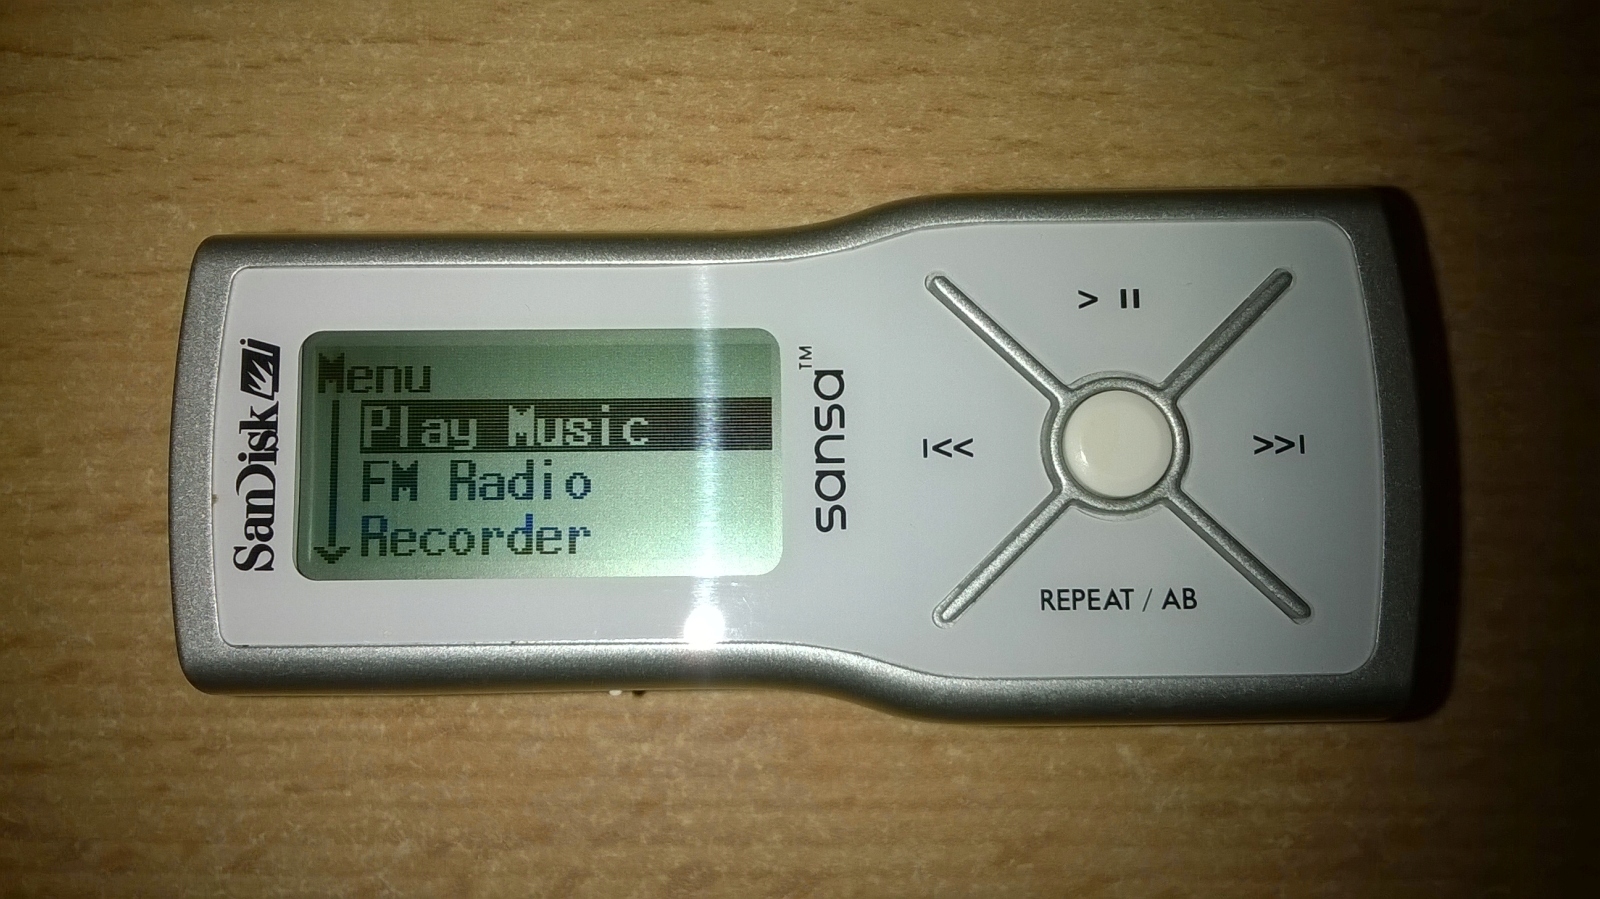 SanDisk
Menu
Play Music
FM Radio
Recorder
sansa™
> II
I<<
>>I
REPEAT / AB